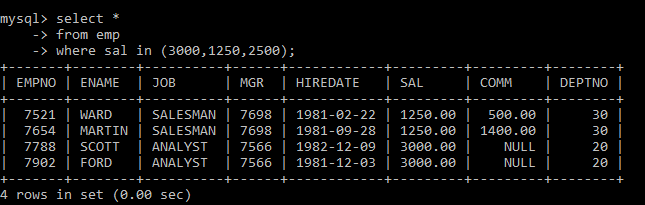 mysql> select *
    -> from emp
    -> where sal in (3000,1250,2500);
+-------+--------+----------+------+------------+---------+---------+--------+
| EMPNO | ENAME  | JOB      | MGR  | HIREDATE   | SAL     | COMM    | DEPTNO |
+-------+--------+----------+------+------------+---------+---------+--------+
|  7521 | WARD   | SALESMAN | 7698 | 1981-02-22 | 1250.00 |  500.00 |     30 |
|  7654 | MARTIN | SALESMAN | 7698 | 1981-09-28 | 1250.00 | 1400.00 |     30 |
|  7788 | SCOTT  | ANALYST  | 7566 | 1982-12-09 | 3000.00 |    NULL |     20 |
|  7902 | FORD   | ANALYST  | 7566 | 1981-12-03 | 3000.00 |    NULL |     20 |
+-------+--------+----------+------+------------+---------+---------+--------+
4 rows in set (0.00 sec)